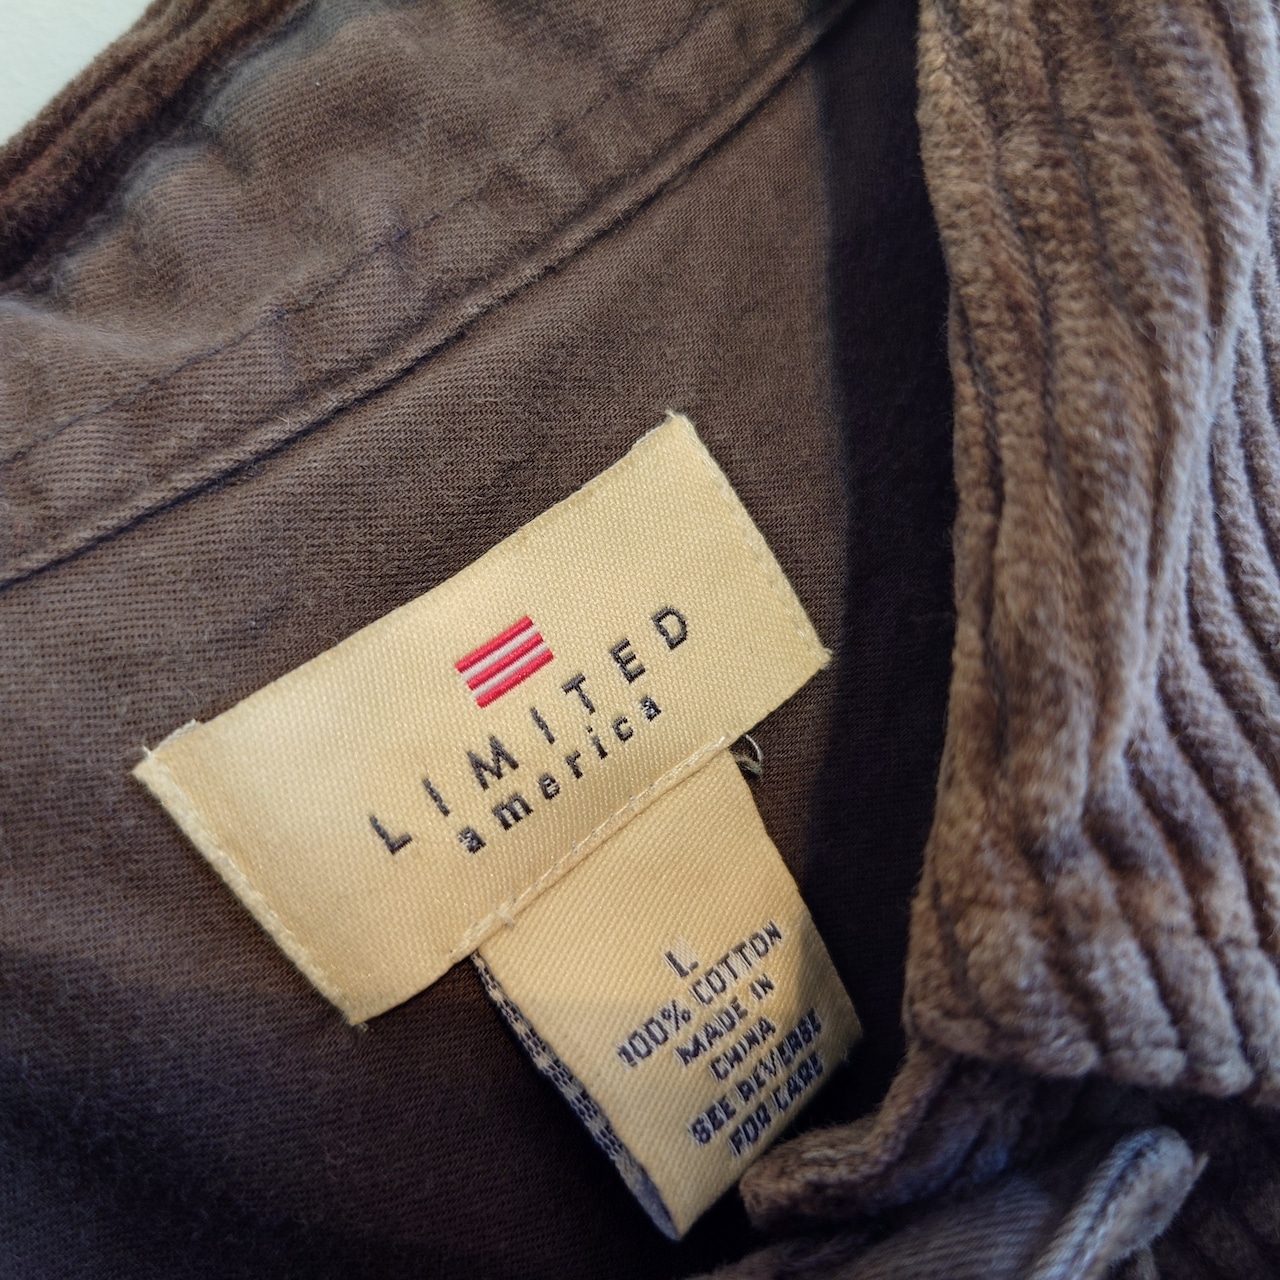 LIMITED
america
L
100% COTTON
MADE IN
CHINA
SEE REVERSE
FOR CARE